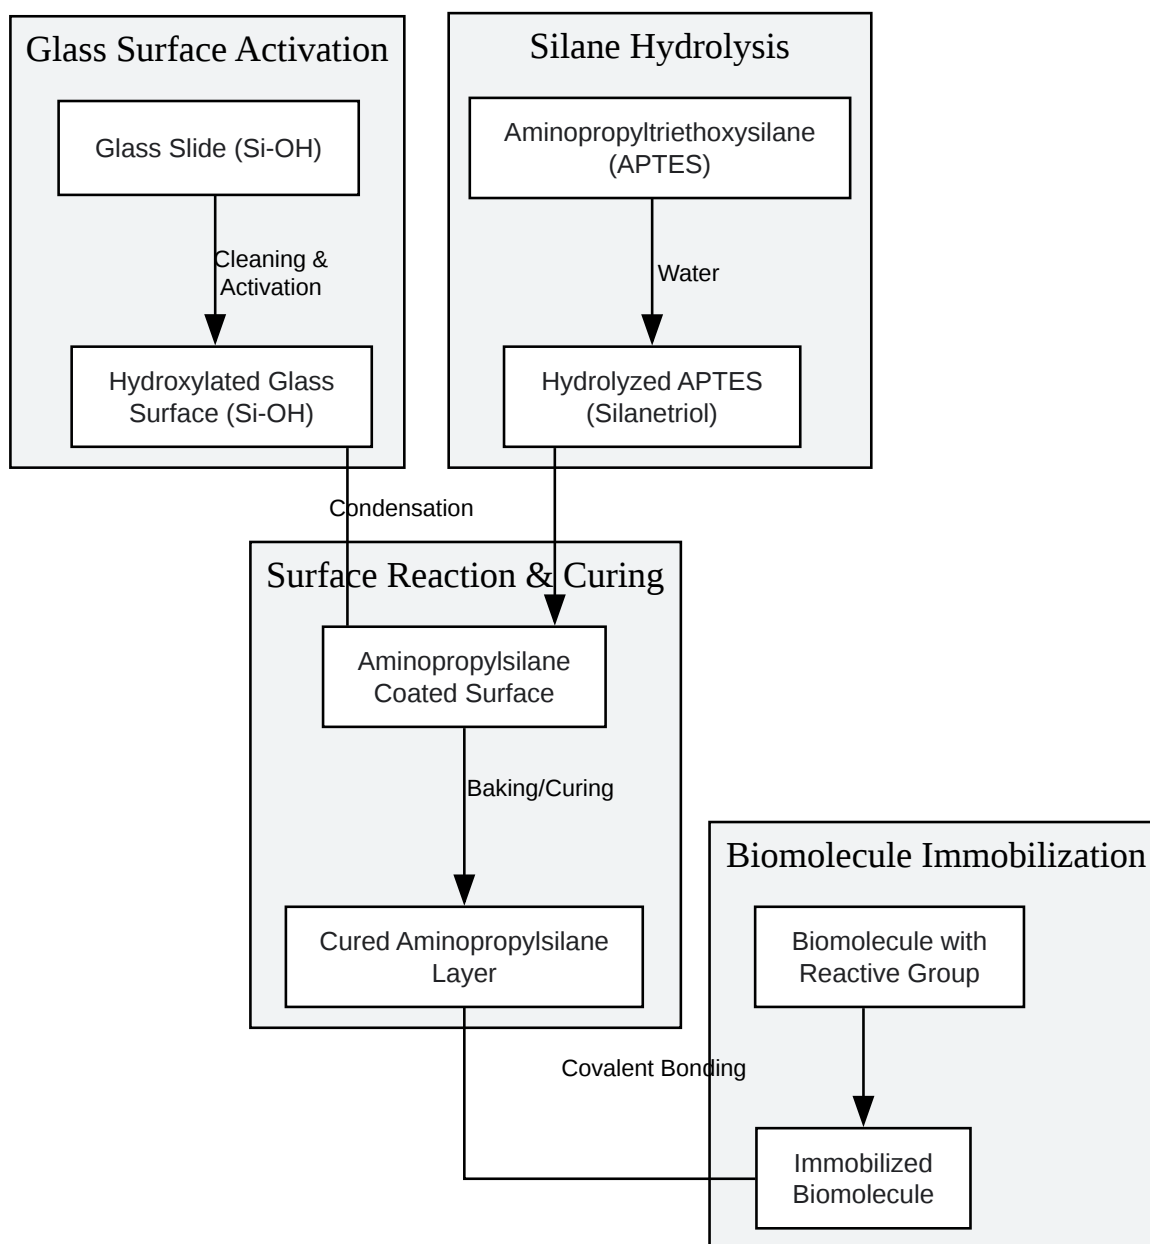 Glass Surface Activation
Glass Slide (Si-OH)
Cleaning &
Activation
Hydroxylated Glass
Surface (Si-OH)
Silane Hydrolysis
Aminopropyltriethoxysilane
(APTES)
Water
Hydrolyzed APTES
(Silanetriol)
Condensation
Surface Reaction & Curing
Aminopropylsilane
Coated Surface
Baking/Curing
Cured Aminopropylsilane
Layer
Biomolecule Immobilization
Biomolecule with
Reactive Group
Covalent Bonding
Immobilized
Biomolecule